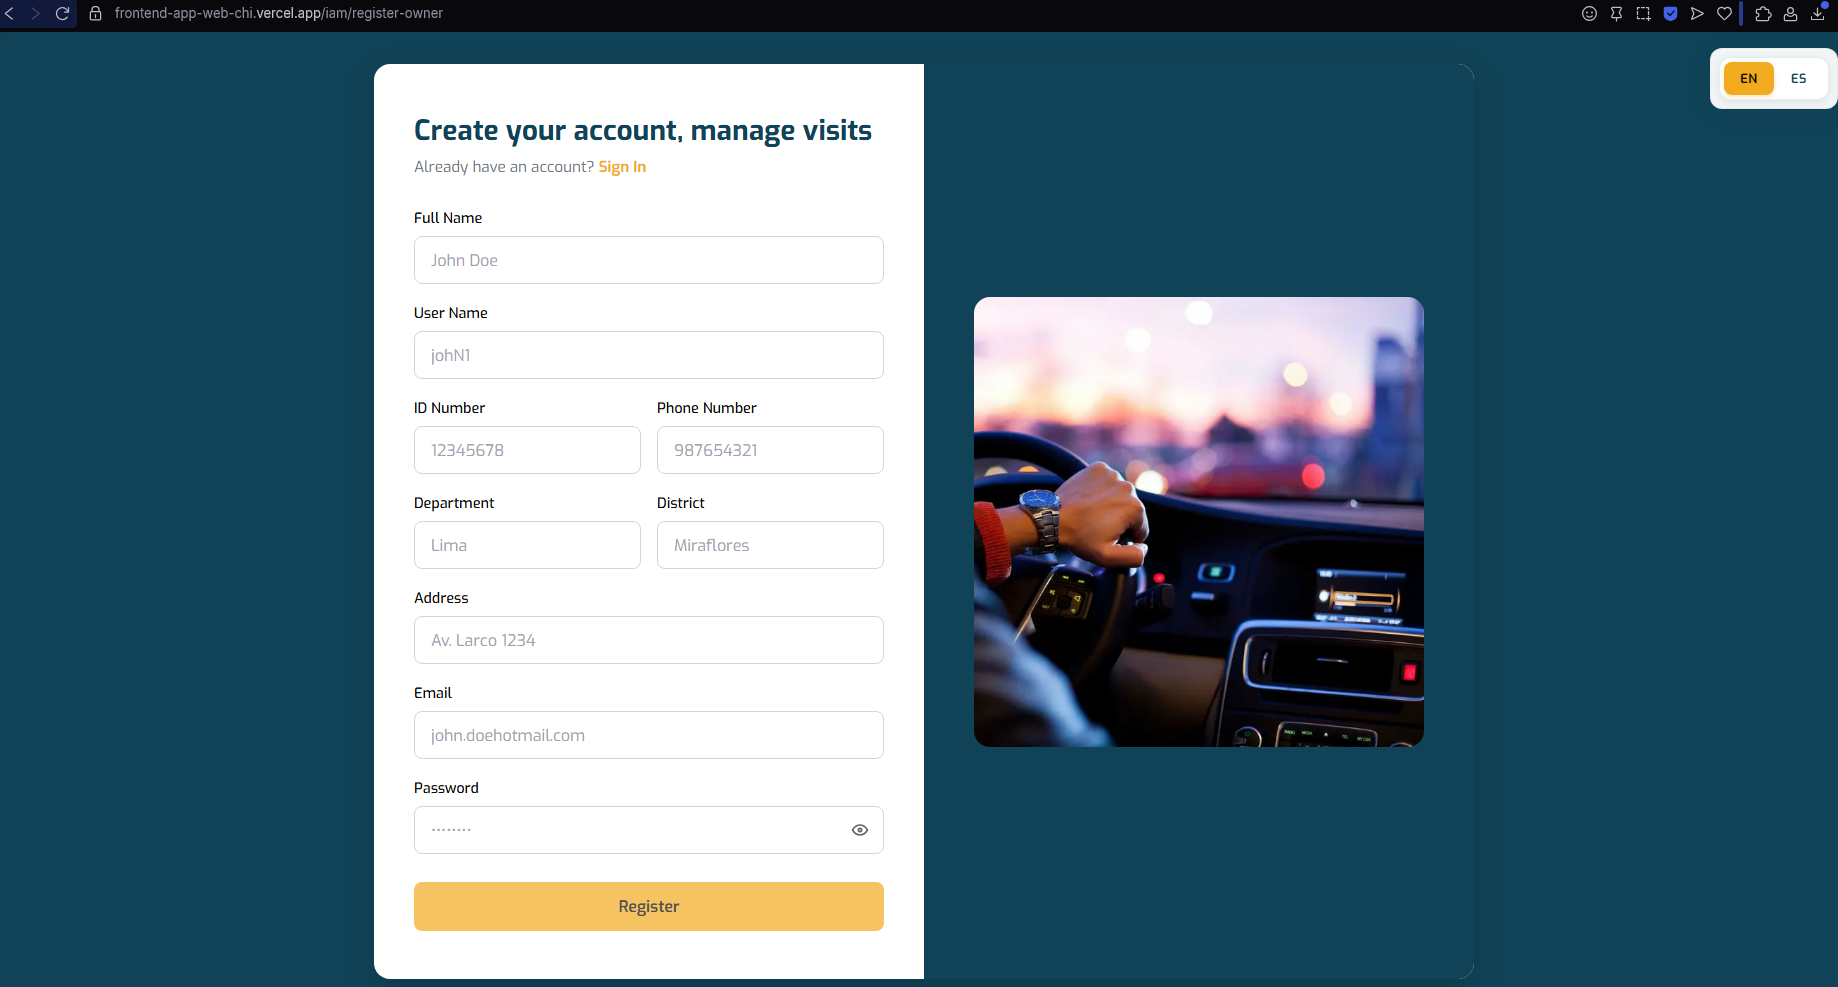 frontend-app-web-chi.vercel.app/iam/register-owner
EN ES
Create your account, manage visits
Already have an account? Sign In
Full Name
John Doe
User Name
johN1
ID Number Phone Number
12345678 987654321
Department District
Lima Miraflores
Address
Av. Larco 1234
Email
john.doehotmail.com
Password
••••••••
Register